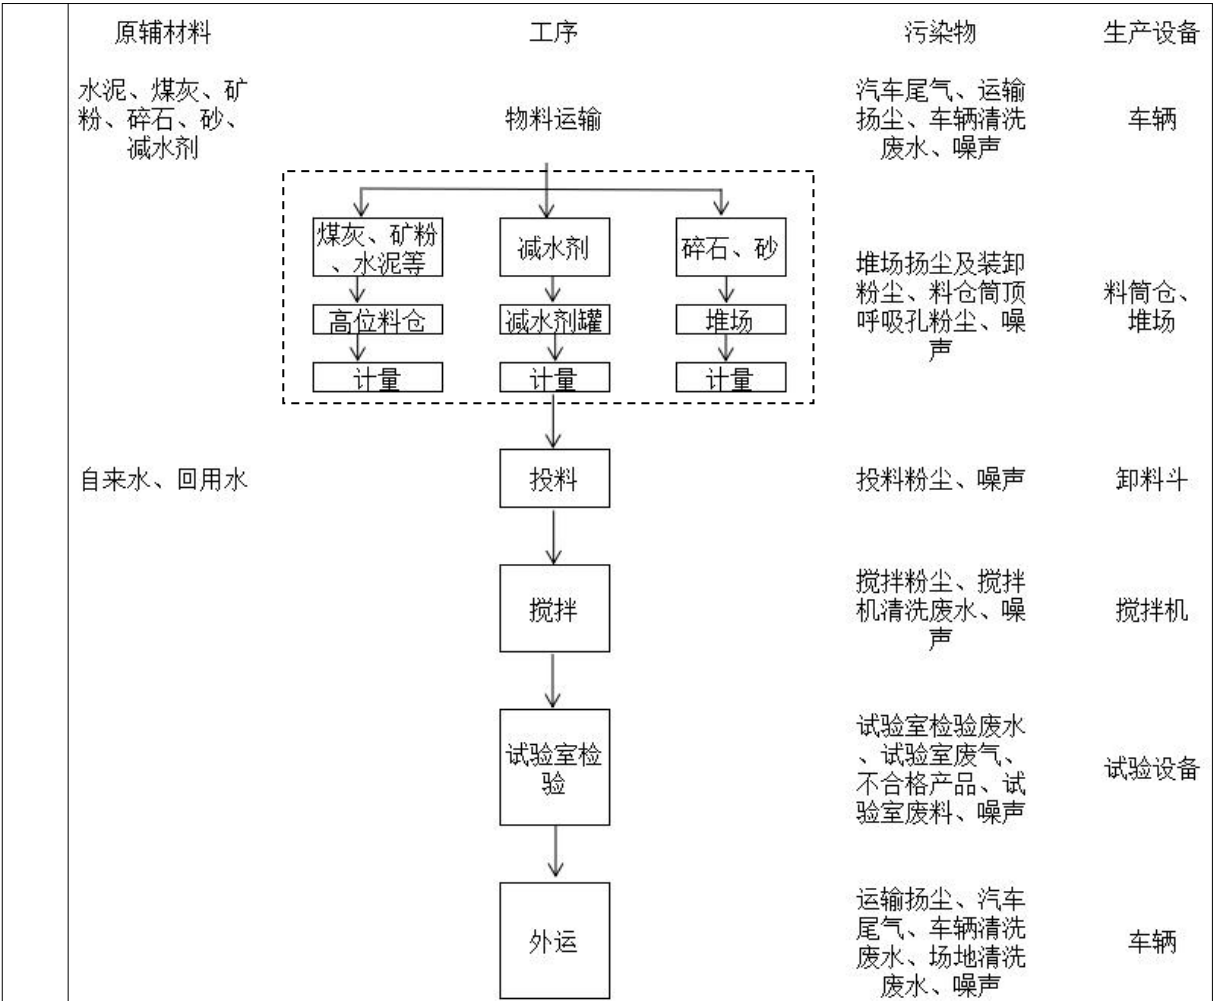 原辅材料
工序
污染物
生产设备
水泥、煤灰、矿
粉、碎石、砂、
减水剂
物料运输
汽车尾气、运输
扬尘、车辆清洗
废水、噪声
车辆
煤灰、矿粉
、水泥等
减水剂
碎石、砂
高位料仓
减水剂罐
堆场
计量
计量
计量
堆场扬尘及装卸
粉尘、料仓筒顶
呼吸孔粉尘、噪
声
料筒仓、
堆场
自来水、回用水
投料
投料粉尘、噪声
卸料斗
搅拌
搅拌粉尘、搅拌
机清洗废水、噪
声
搅拌机
试验室检
验
试验室检验废水
、试验室废气、
不合格产品、试
验室废料、噪声
试验设备
外运
运输扬尘、汽车
尾气、车辆清洗
废水、场地清洗
废水、噪声
车辆